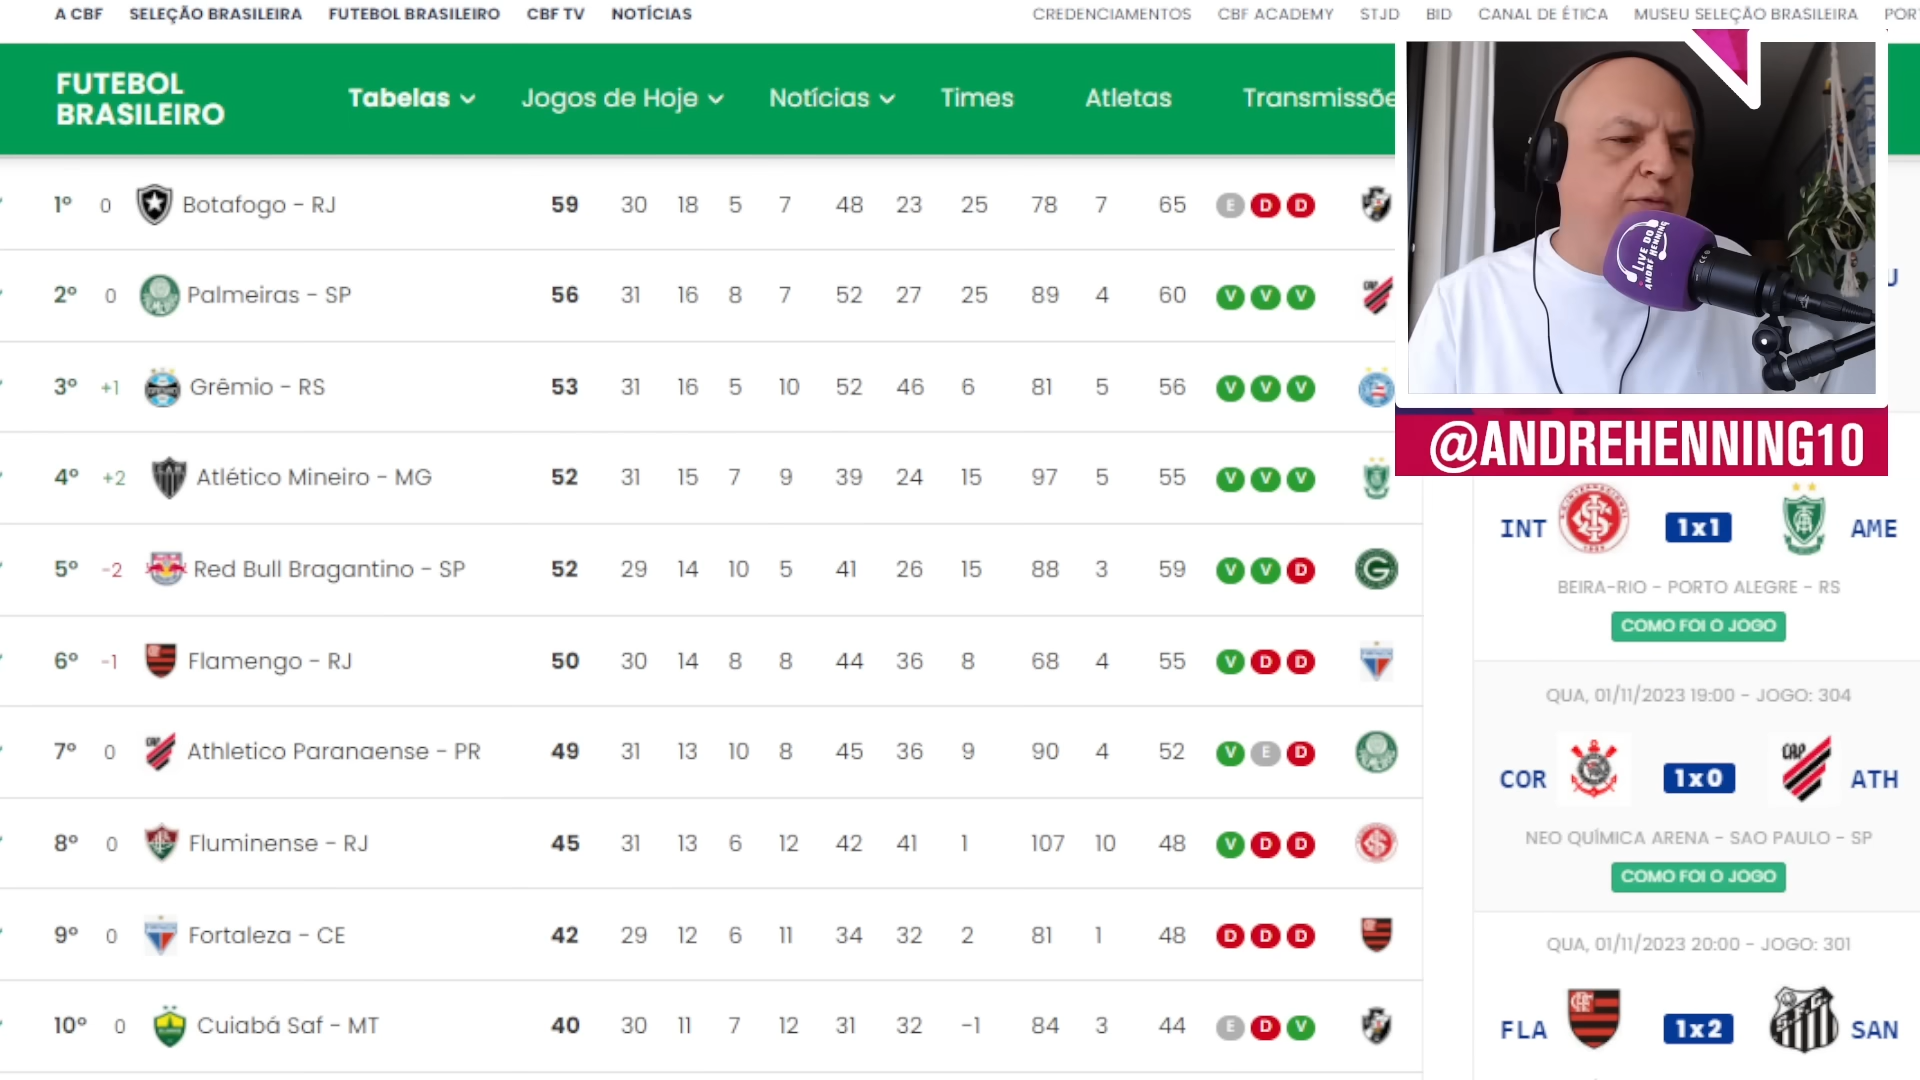 A CBF SELEÇÃO BRASILEIRA FUTEBOL BRASILEIRO CBF TV NOTÍCIAS CREDENCIAMENTOS CBF ACADEMY STJD BID CANAL DE ÉTICA MUSEU SELEÇÃO BRASILEIRA
FUTEBOL
BRASILEIRO
Tabelas Jogos de Hoje Notícias Times Atletas Transmissõe
1º 0 Botafogo - RJ 59 30 18 5 7 48 23 25 78 7 65 E D D
2º 0 Palmeiras - SP 56 31 16 8 7 52 27 25 89 4 60 V V V
3º +1 Grêmio - RS 53 31 16 5 10 52 46 6 81 5 56 V V V
4º +2 Atlético Mineiro - MG 52 31 15 7 9 39 24 15 97 5 55 V V V
5º -2 Red Bull Bragantino - SP 52 29 14 10 5 41 26 15 88 3 59 V V D
6º -1 Flamengo - RJ 50 30 14 8 8 44 36 8 68 4 55 V D D
7º 0 Athletico Paranaense - PR 49 31 13 10 8 45 36 9 90 4 52 V E D
8º 0 Fluminense - RJ 45 31 13 6 12 42 41 1 107 10 48 V D D
9º 0 Fortaleza - CE 42 29 12 6 11 34 32 2 81 1 48 D D D
10º 0 Cuiabá Saf - MT 40 30 11 7 12 31 32 -1 84 3 44 E D V
LIVE DO
ANDRÉ HENNING
@ANDREHENNING10
INT 1x1 AME
BEIRA-RIO - PORTO ALEGRE - RS
COMO FOI O JOGO
QUA, 01/11/2023 19:00 - JOGO: 304
COR 1x0 ATH
NEO QUÍMICA ARENA - SAO PAULO - SP
COMO FOI O JOGO
QUA, 01/11/2023 20:00 - JOGO: 301
FLA 1x2 SAN